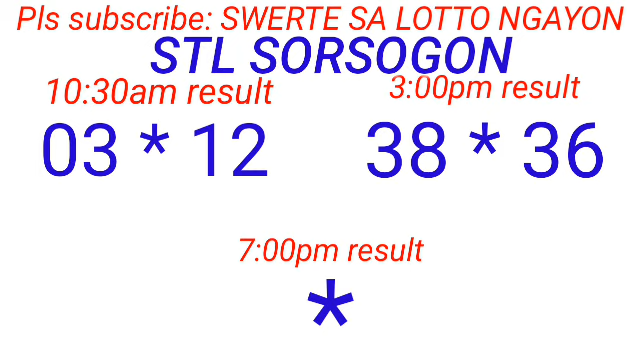 Pls subscribe: SWERTE SA LOTTO NGAYON
STL SORSOGON
10:30am result
03 * 12
3:00pm result
38 * 36
7:00pm result
*